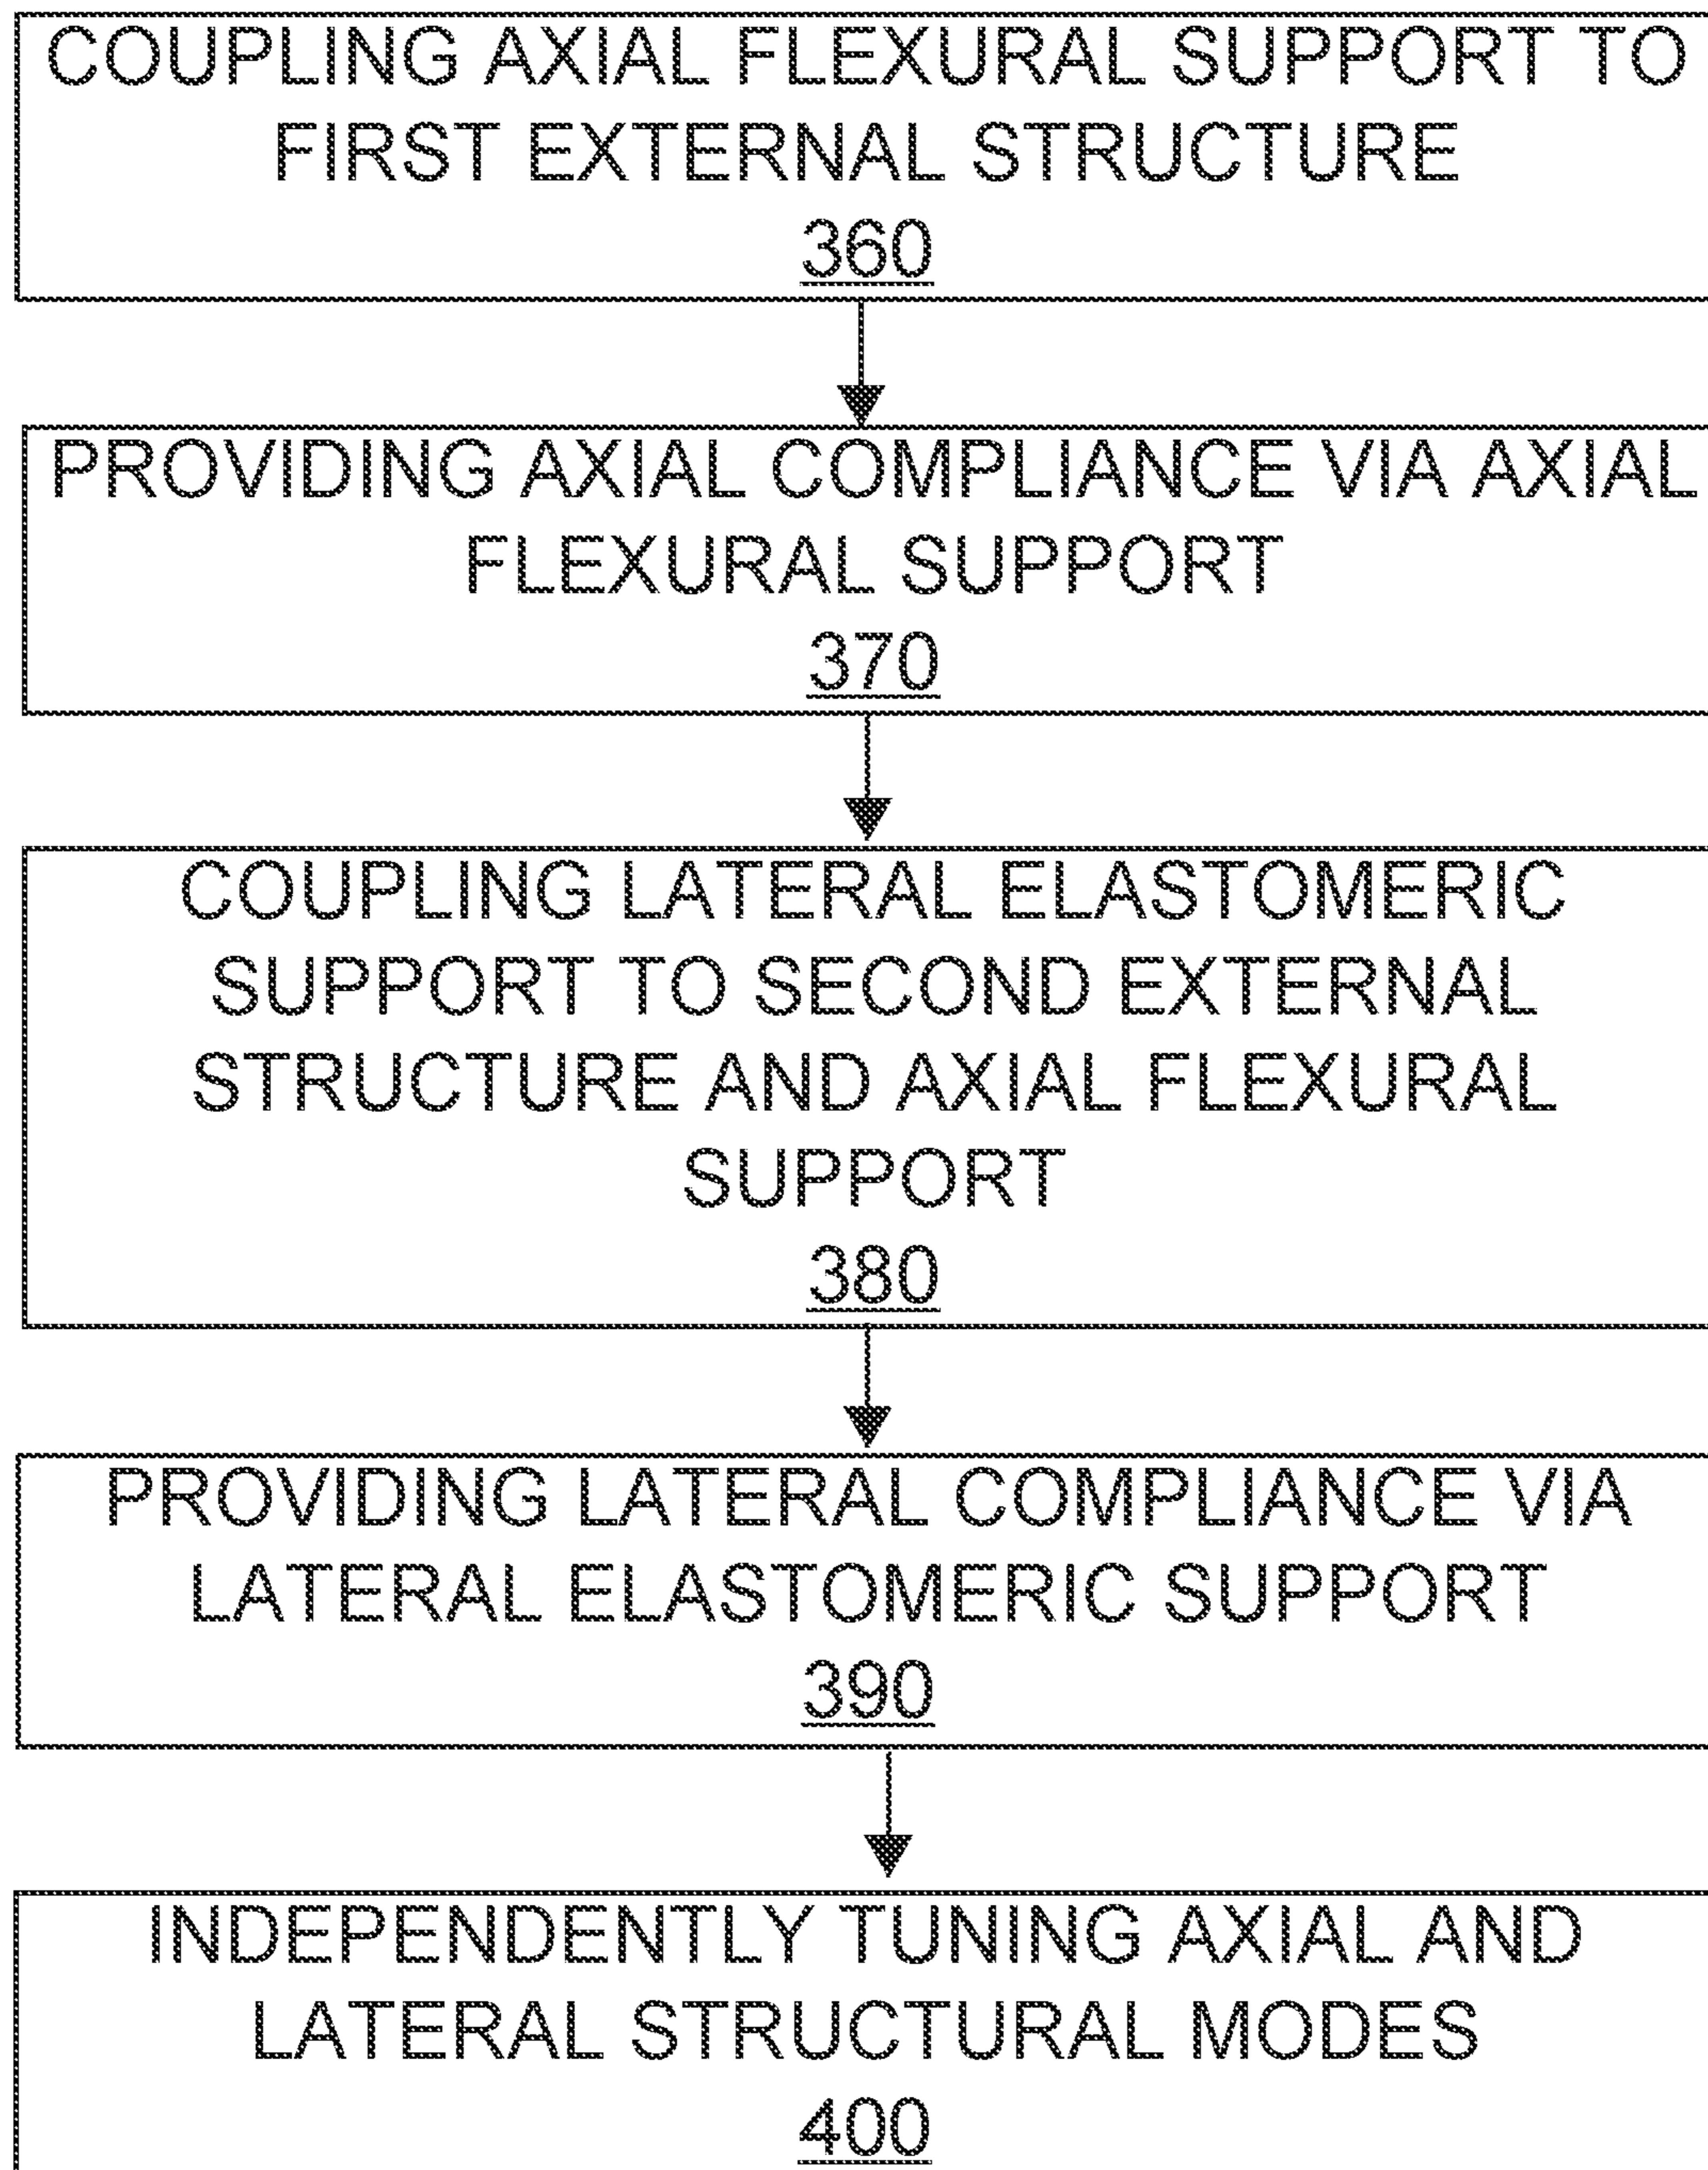 COUPLING AXIAL FLEXURAL SUPPORT TO
FIRST EXTERNAL STRUCTURE
360
PROVIDING AXIAL COMPLIANCE VIA AXIAL
FLEXURAL SUPPORT
370
COUPLING LATERAL ELASTOMERIC
SUPPORT TO SECOND EXTERNAL
STRUCTURE AND AXIAL FLEXURAL
SUPPORT
380
PROVIDING LATERAL COMPLIANCE VIA
LATERAL ELASTOMERIC SUPPORT
390
INDEPENDENTLY TUNING AXIAL AND
LATERAL STRUCTURAL MODES
400